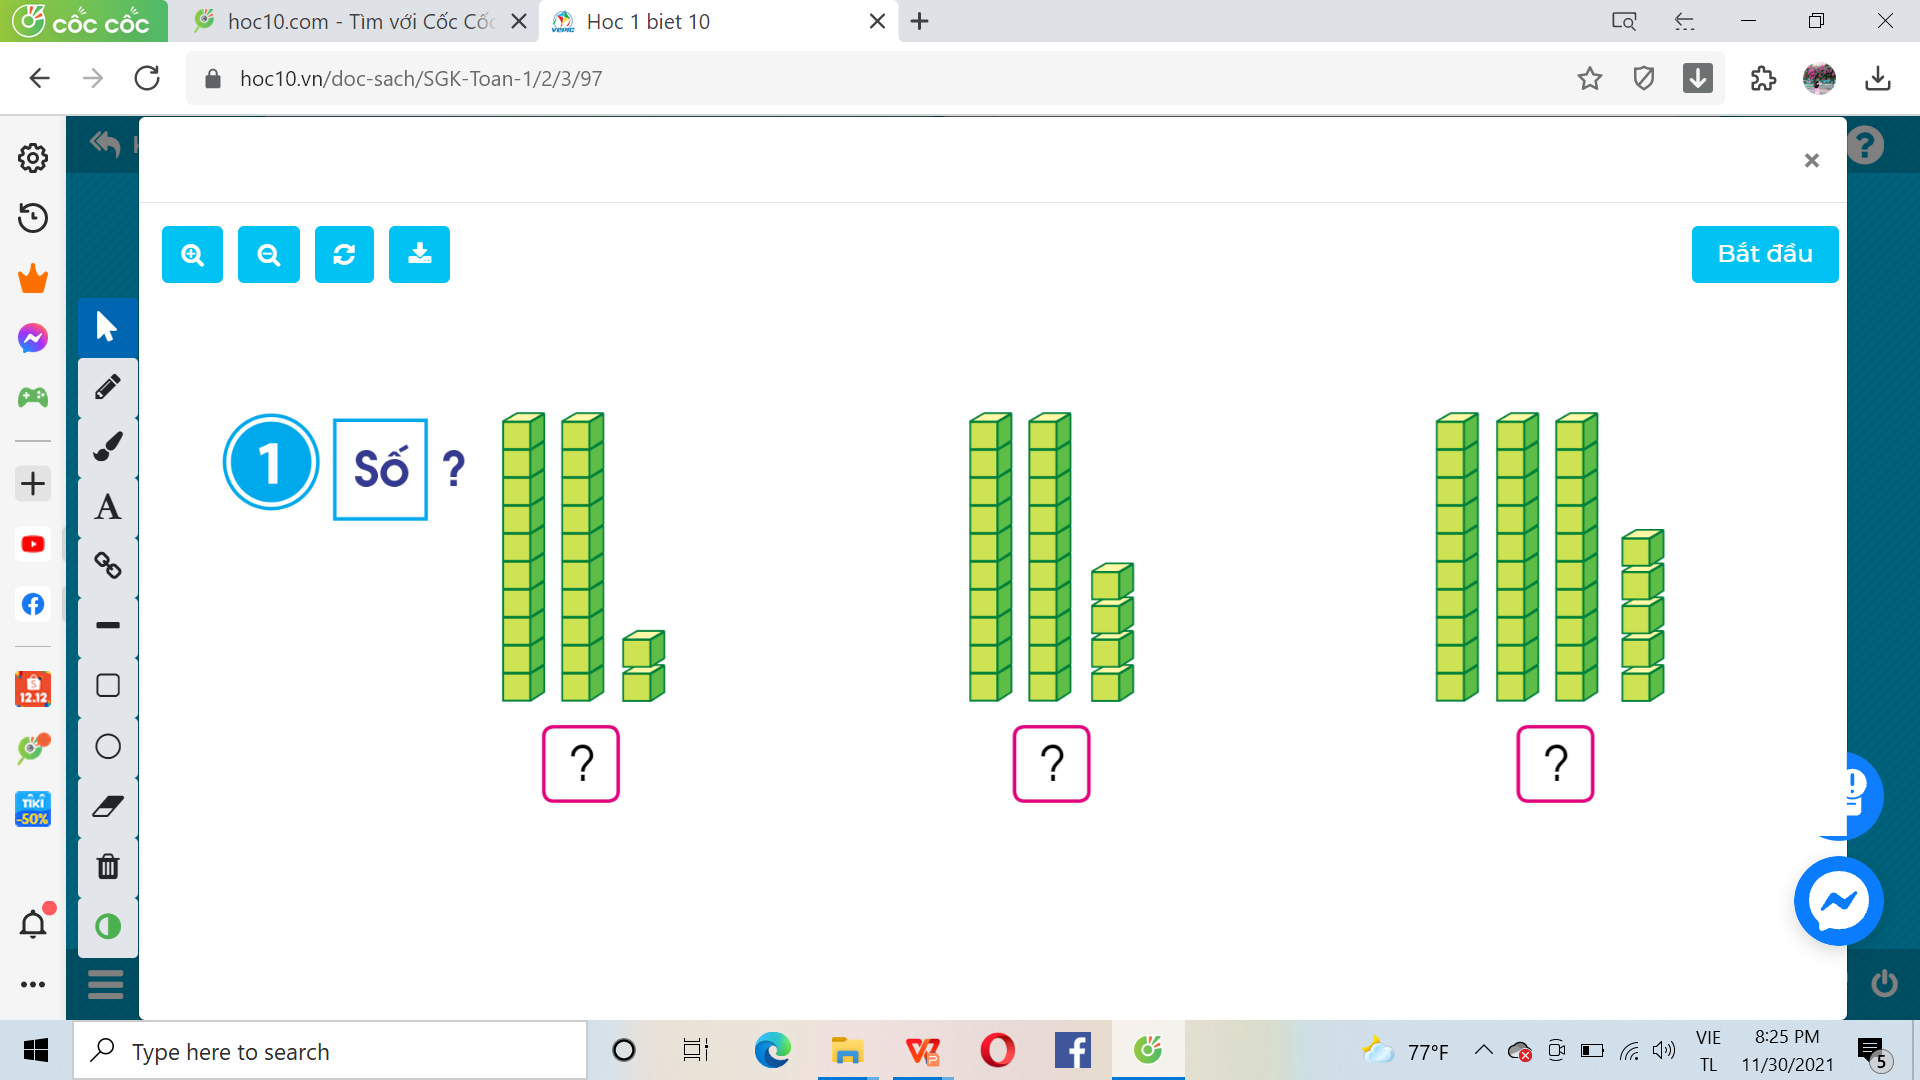 cốc cốc
hoc10.com - Tìm với Cốc Cốc
Hoc 1 biet 10
hoc10.vn/doc-sach/SGK-Toan-1/2/3/97
Bắt đầu
1 Số ?
? ? ?
A
12.12
TIKI
-50%
Type here to search
77°F
VIE
TL
8:25 PM
11/30/2021
5